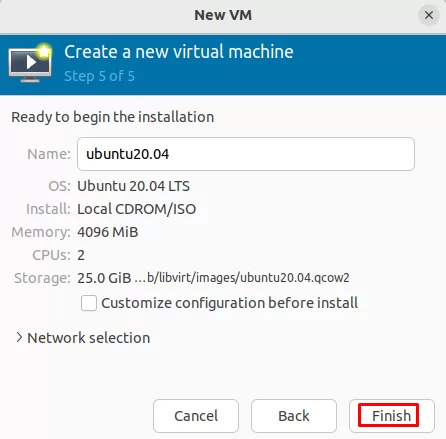 New VM
Create a new virtual machine
Step 5 of 5
Ready to begin the installation
Name: ubuntu20.04
OS: Ubuntu 20.04 LTS
Install: Local CDROM/ISO
Memory: 4096 MiB
CPUs: 2
Storage: 25.0 GiB ...b/libvirt/images/ubuntu20.04.qcow2
Customize configuration before install
Network selection
Cancel Back Finish